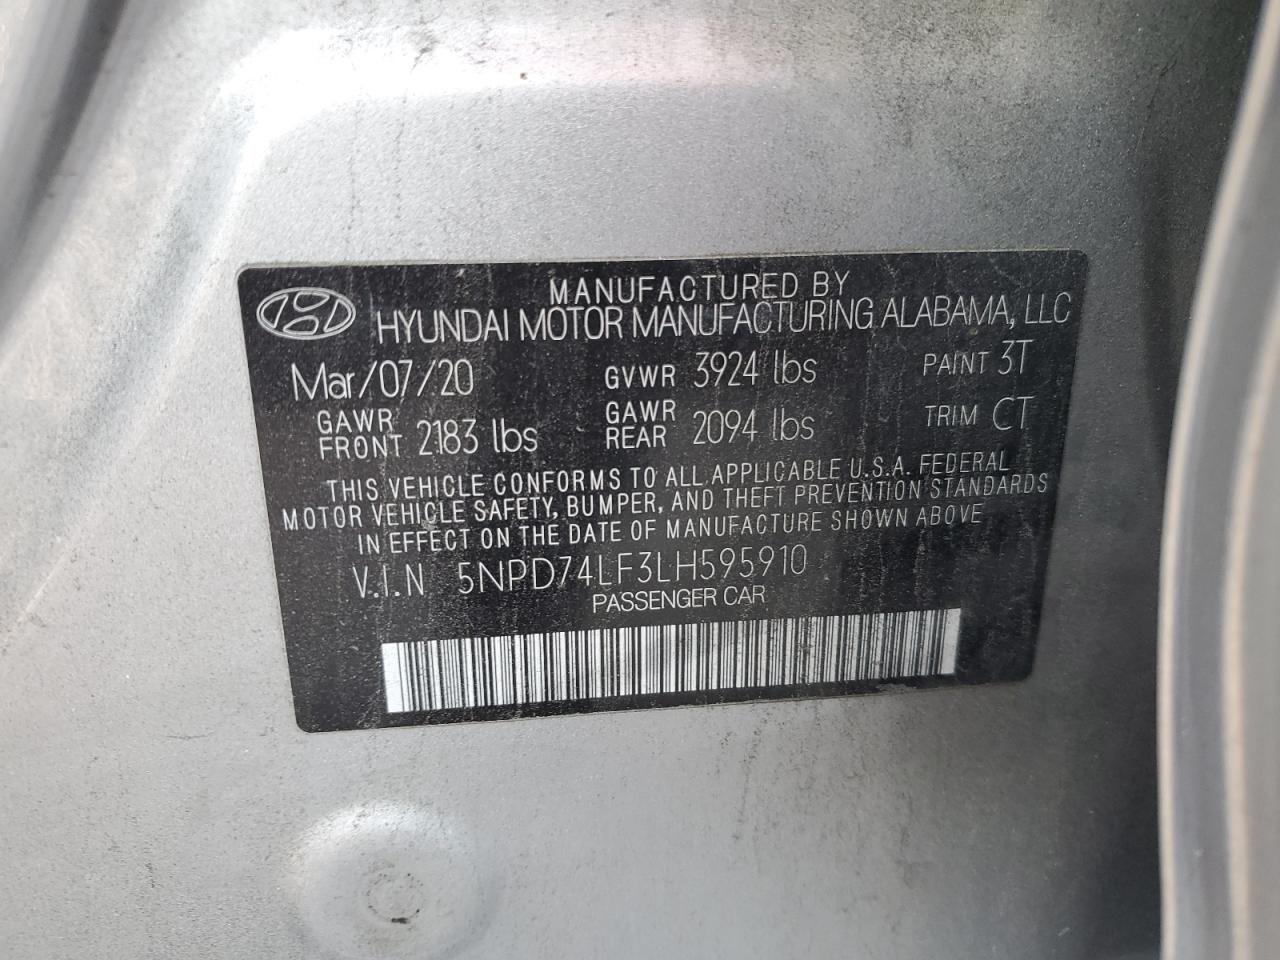 MANUFACTURED BY
HYUNDAI MOTOR MANUFACTURING ALABAMA, LLC
Mar/07/20 GVWR 3924 lbs PAINT 3T
GAWR FRONT 2183 lbs GAWR REAR 2094 lbs TRIM CT
THIS VEHICLE CONFORMS TO ALL APPLICABLE U.S.A. FEDERAL
MOTOR VEHICLE SAFETY, BUMPER, AND THEFT PREVENTION STANDARDS
IN EFFECT ON THE DATE OF MANUFACTURE SHOWN ABOVE
V.I.N 5NPD74LF3LH595910
PASSENGER CAR